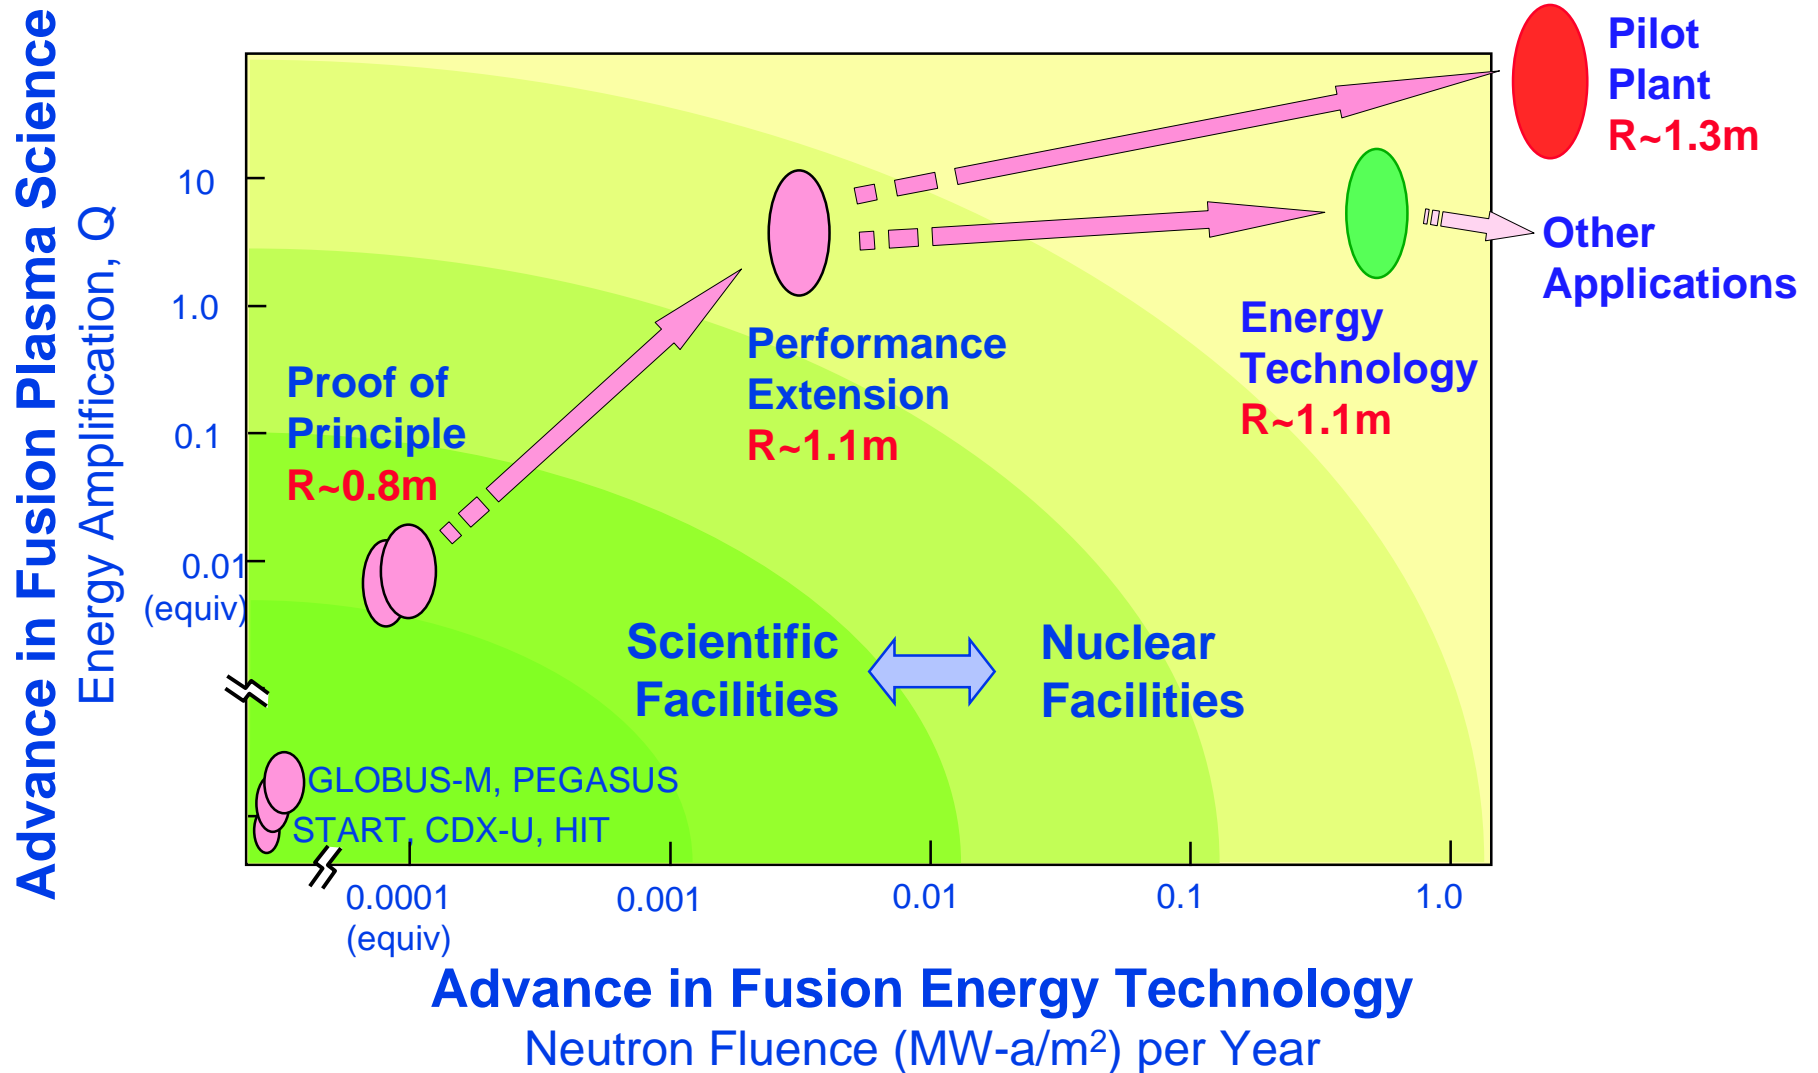 Advance in Fusion Plasma Science
Energy Amplification, Q
10
1.0
0.1
0.01
(equiv)
Pilot
Plant
R~1.3m
Other
Applications
Energy
Technology
R~1.1m
Performance
Extension
R~1.1m
Proof of
Principle
R~0.8m
Scientific
Facilities
Nuclear
Facilities
GLOBUS-M, PEGASUS
START, CDX-U, HIT
0.0001
(equiv)
0.001
0.01
0.1
1.0
Advance in Fusion Energy Technology
Neutron Fluence (MW-a/m²) per Year